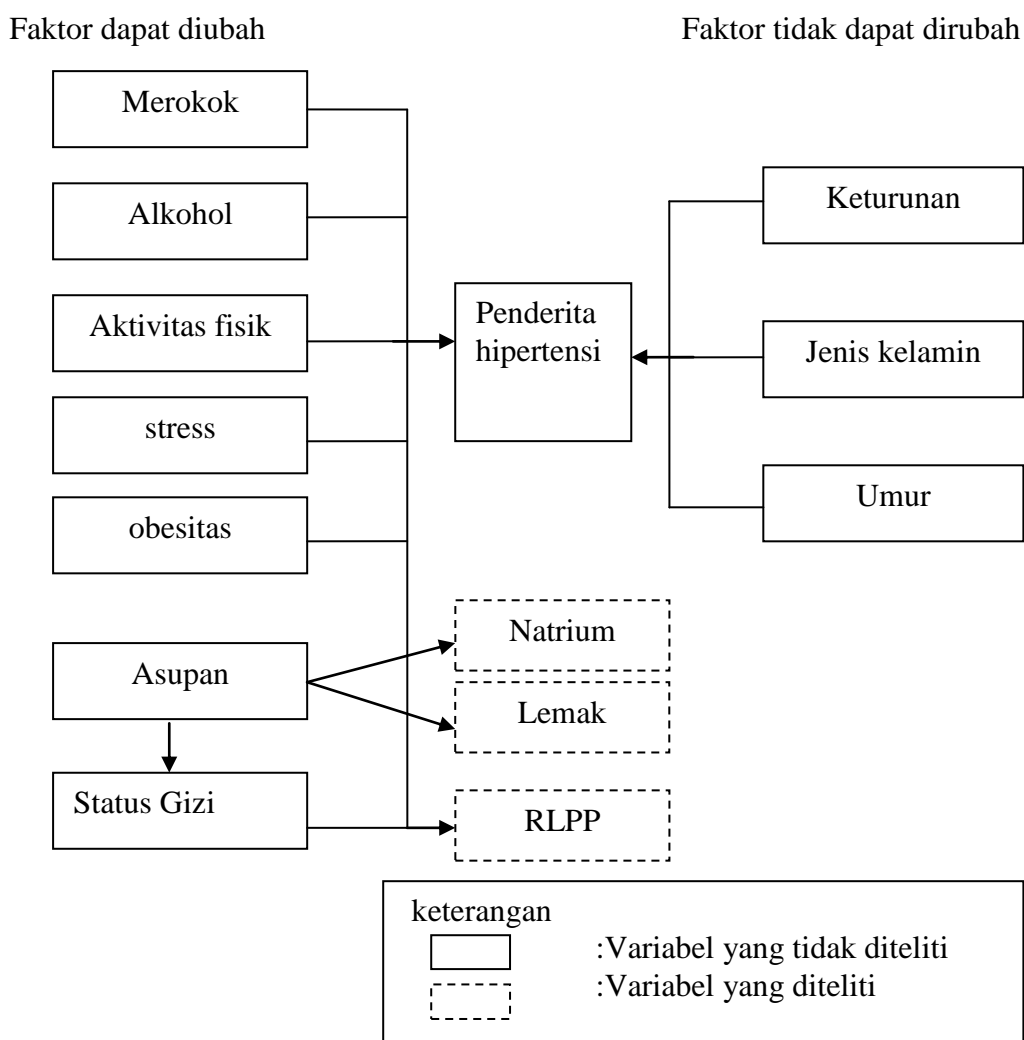 Faktor dapat diubah
Faktor tidak dapat dirubah
Merokok
Alkohol
Aktivitas fisik
stress
obesitas
Asupan
Status Gizi
Penderita
hipertensi
Natrium
Lemak
RLPP
Keturunan
Jenis kelamin
Umur
keterangan
:Variabel yang tidak diteliti
:Variabel yang diteliti